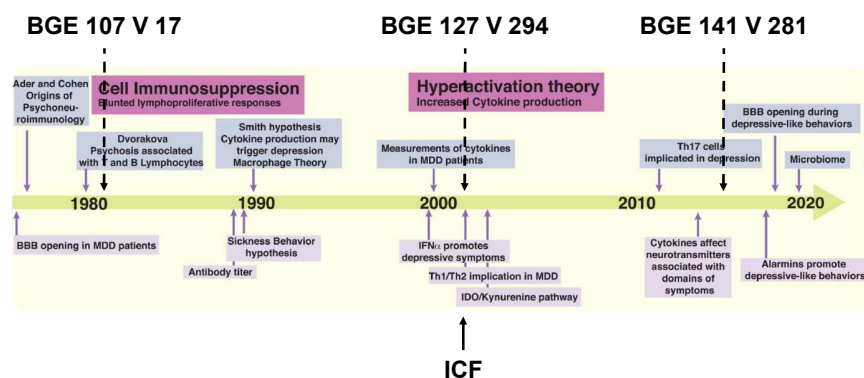 BGE 107 V 17
BGE 127 V 294
BGE 141 V 281
Cell Immunosuppression
Blunted lymphoproliferative responses
Hyperactivation theory
Increased Cytokine production
Ader and Cohen
Origins of
Psychoneu-
roimmunology
Dvorakova
Psychosis associated
with T and B Lymphocytes
Smith hypothesis
Cytokine production may
trigger depression
Macrophage Theory
Measurements of cytokines
in MDD patients
Th17 cells
implicated in depression
BBB opening during
depressive-like behaviors
Microbiome
1980
1990
2000
2010
2020
BBB opening in MDD patients
Antibody titer
Sickness Behavior
hypothesis
IFNα promotes
depressive symptoms
Th1/Th2 implication in MDD
IDO/Kynurenine pathway
Cytokines affect
neurotransmitters
associated with
domains of
symptoms
Alarmins promote
depressive-like behaviors
ICF